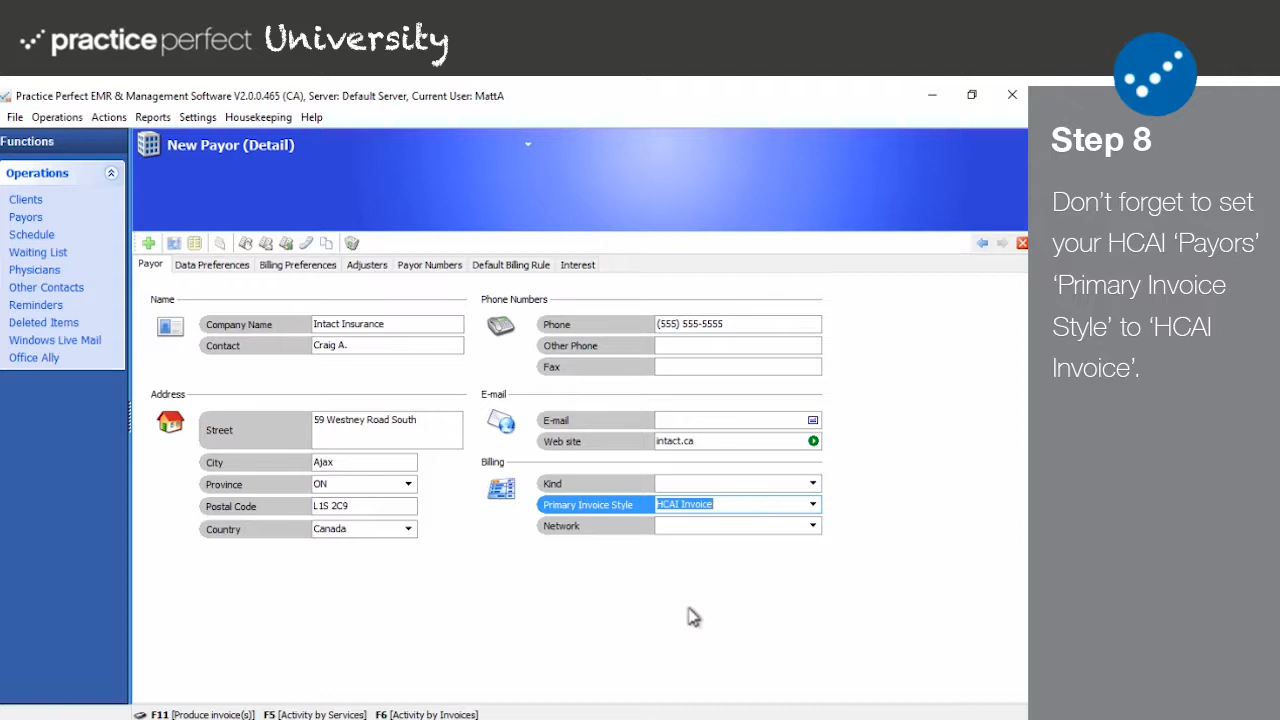 practiceperfect University
Practice Perfect EMR & Management Software V2.0.0.465 (CA), Server: Default Server, Current User: MattA
File Operations Actions Reports Settings Housekeeping Help
Functions
Operations
Clients
Payors
Schedule
Waiting List
Physicians
Other Contacts
Reminders
Deleted Items
Windows Live Mail
Office Ally
New Payor (Detail)
Payor Data Preferences Billing Preferences Adjusters Payor Numbers Default Billing Rule Interest
Name
Company Name Intact Insurance
Contact Craig A.
Address
Street 59 Westney Road South
City Ajax
Province ON
Postal Code L1S 2C9
Country Canada
Phone Numbers
Phone (555) 555-5555
Other Phone
Fax
E-mail
E-mail
Web site intact.ca
Billing
Kind
Primary Invoice Style HCAI Invoice
Network
F11 [Produce invoice(s)] F5 [Activity by Services] F6 [Activity by Invoices]
Step 8
Don’t forget to set
your HCAI ‘Payors’
‘Primary Invoice
Style’ to ‘HCAI
Invoice’.